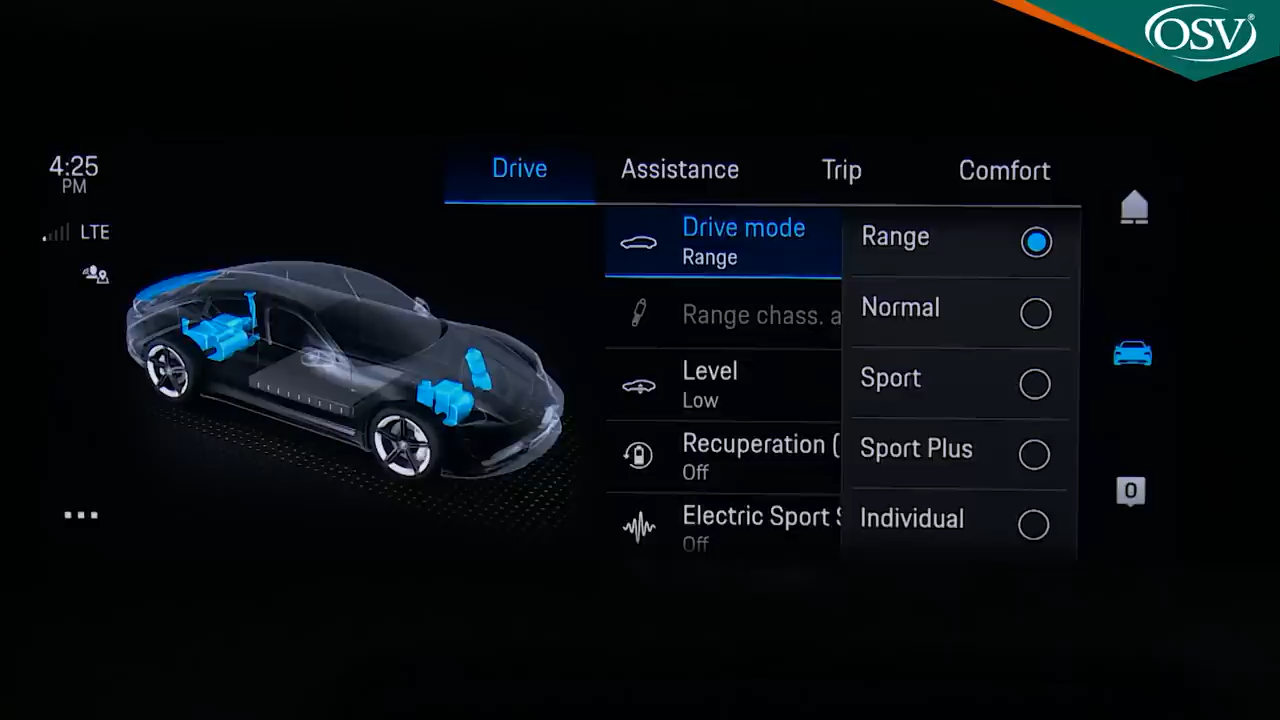 OSV
4:25
PM
LTE
Drive
Assistance
Trip
Comfort
Drive mode
Range
Range chass. a
Level
Low
Recuperation (
Off
Electric Sport S
Off
Range
Normal
Sport
Sport Plus
Individual
0